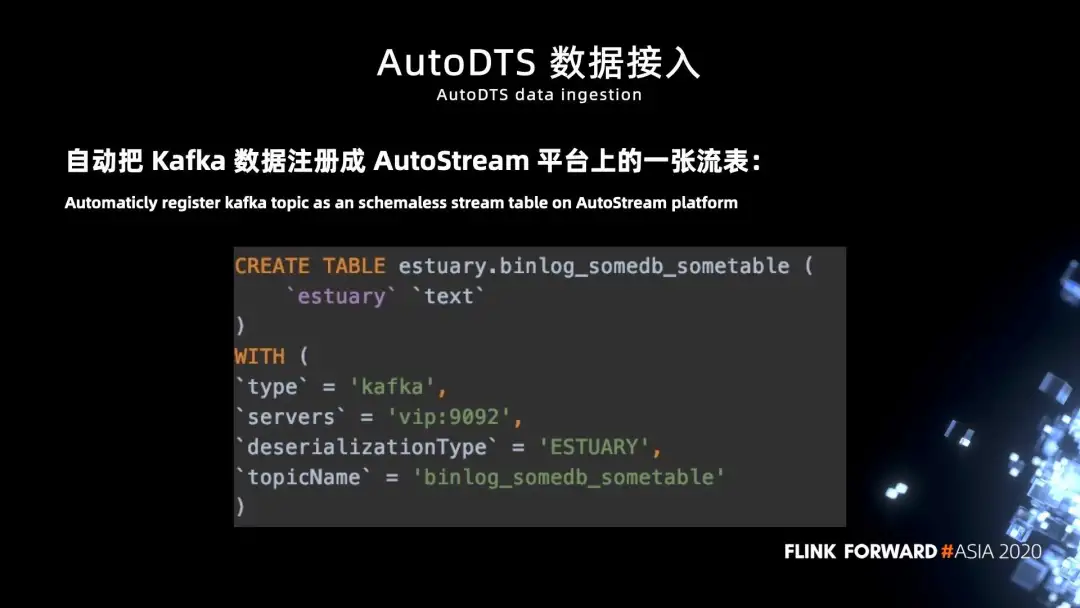 AutoDTS 数据接入
AutoDTS data ingestion
自动把 Kafka 数据注册成 AutoStream 平台上的一张流表：
Automaticly register kafka topic as an schemaless stream table on AutoStream platform
CREATE TABLE estuary.binlog_somedb_sometable (
    `estuary` `text`
)
WITH (
`type` = 'kafka',
`servers` = 'vip:9092',
`deserializationType` = 'ESTUARY',
`topicName` = 'binlog_somedb_sometable'
)
FLINK FORWARD #ASIA 2020